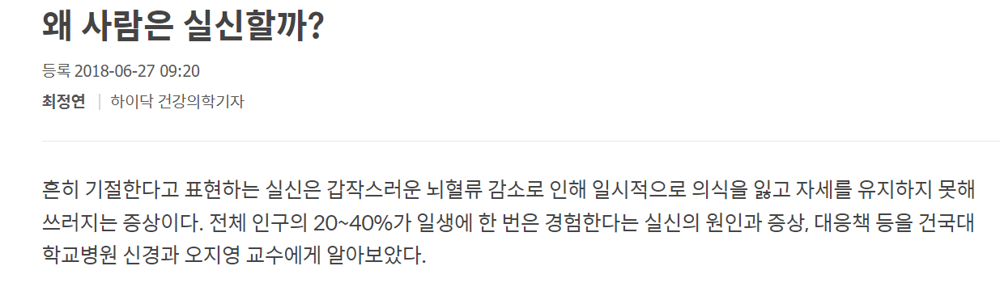 왜 사람은 실신할까?
등록 2018-06-27 09:20
최정연 | 하이닥 건강의학기자
흔히 기절한다고 표현하는 실신은 갑작스러운 뇌혈류 감소로 인해 일시적으로 의식을 잃고 자세를 유지하지 못해
쓰러지는 증상이다. 전체 인구의 20~40%가 일생에 한 번은 경험한다는 실신의 원인과 증상, 대응책 등을 건국대
학교병원 신경과 오지영 교수에게 알아보았다.